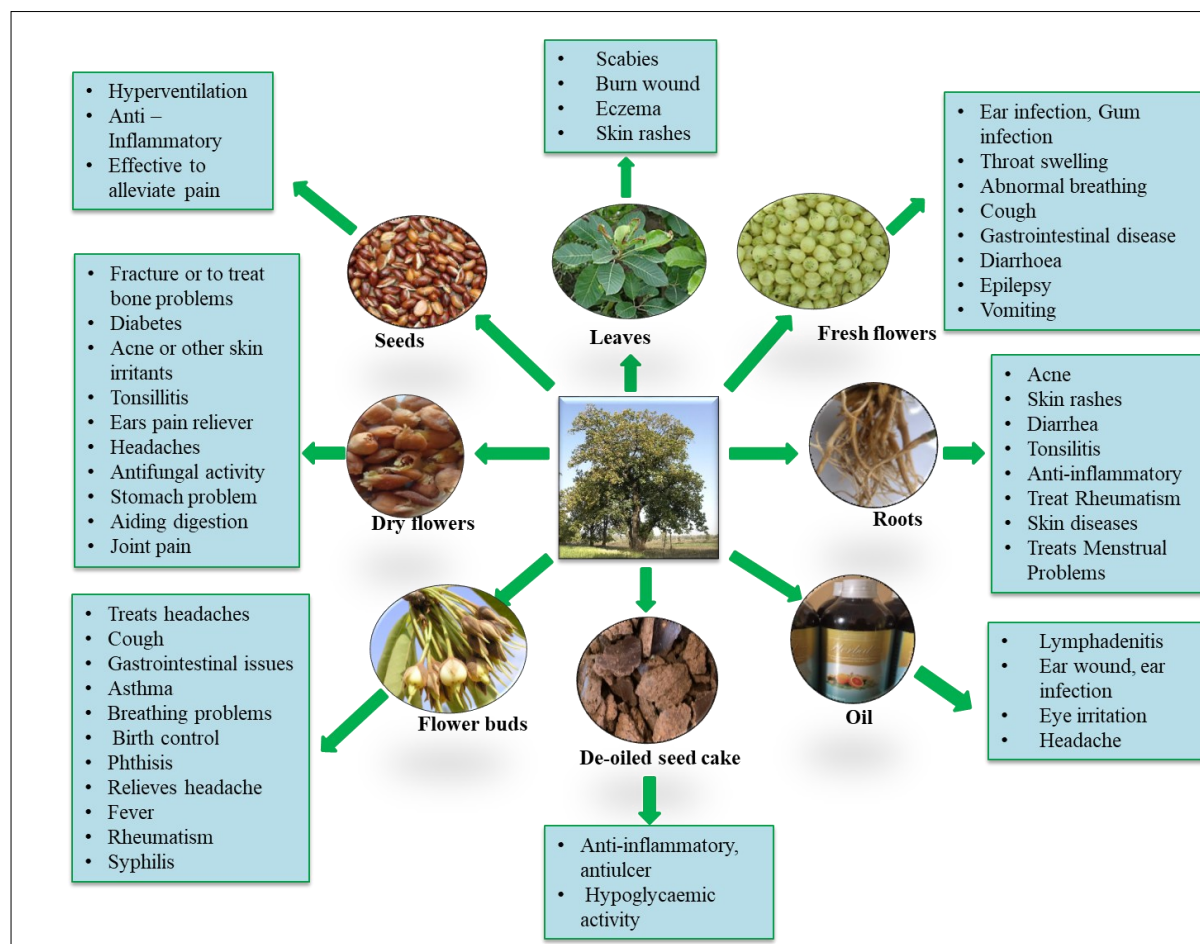 Scabies
Burn wound
Eczema
Skin rashes
Hyperventilation
Anti –
Inflammatory
Effective to
alleviate pain
Ear infection, Gum
infection
Throat swelling
Abnormal breathing
Cough
Gastrointestinal disease
Diarrhoea
Epilepsy
Vomiting
Seeds
Leaves
Fresh flowers
Fracture or to treat
bone problems
Diabetes
Acne or other skin
irritants
Tonsillitis
Ears pain reliever
Headaches
Antifungal activity
Stomach problem
Aiding digestion
Joint pain
Dry flowers
Roots
Acne
Skin rashes
Diarrhea
Tonsilitis
Anti-inflammatory
Treat Rheumatism
Skin diseases
Treats Menstrual
Problems
Treats headaches
Cough
Gastrointestinal issues
Asthma
Breathing problems
Birth control
Phthisis
Relieves headache
Fever
Rheumatism
Syphilis
Flower buds
De-oiled seed cake
Herbal
Oil
Lymphadenitis
Ear wound, ear
infection
Eye irritation
Headache
Anti-inflammatory,
antiulcer
Hypoglycaemic
activity